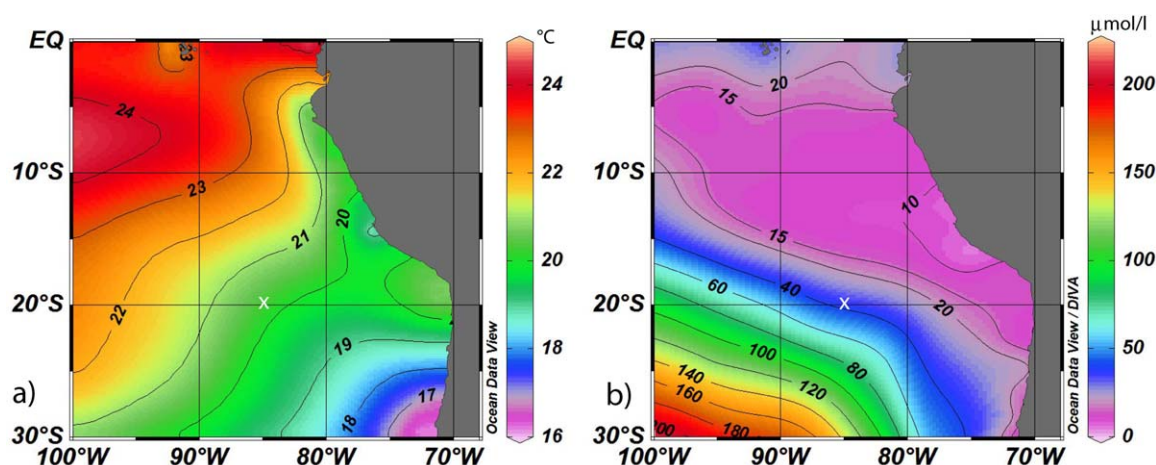 °C
μmol/l
EQ
10°S
20°S
30°S
100°W
90°W
80°W
70°W
24
22
20
18
16
23
24
23
22
21
20
19
18
17
x
a)
Ocean Data View
EQ
10°S
20°S
30°S
100°W
90°W
80°W
70°W
200
150
100
50
0
20
15
10
15
20
40
60
80
100
120
140
160
180
x
b)
Ocean Data View / DIVA